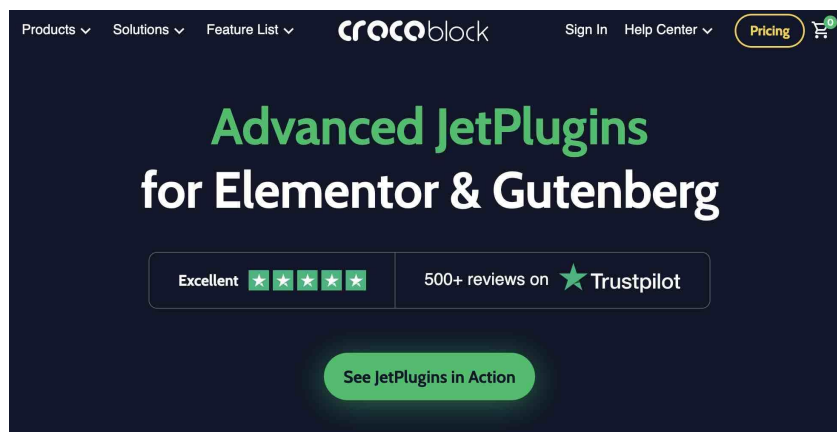 Products Solutions Feature List crocoblock Sign In Help Center Pricing 0
Advanced JetPlugins
for Elementor & Gutenberg
Excellent 500+ reviews on Trustpilot
See JetPlugins in Action